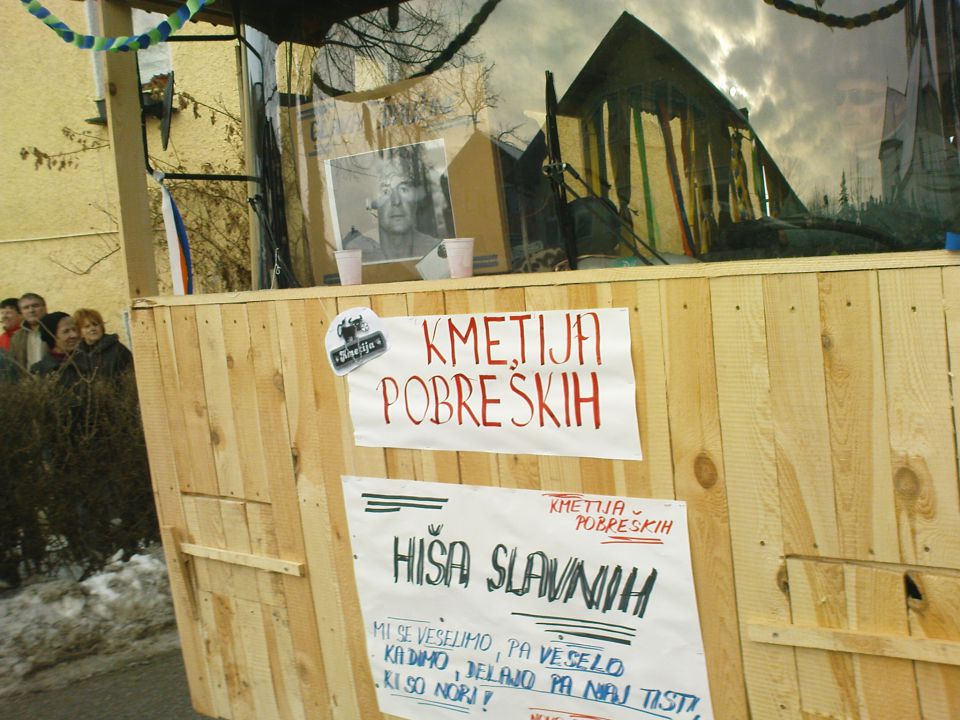 Kmetija
KMETIJA
POBREŠKIH
KMETIJA
POBREŠKIH
HIŠA SLAVNIH
MI SE VESELIMO, PA VESELO
KADIMO, DELAJO PA NAJ TISTI,
KI SO NORI!